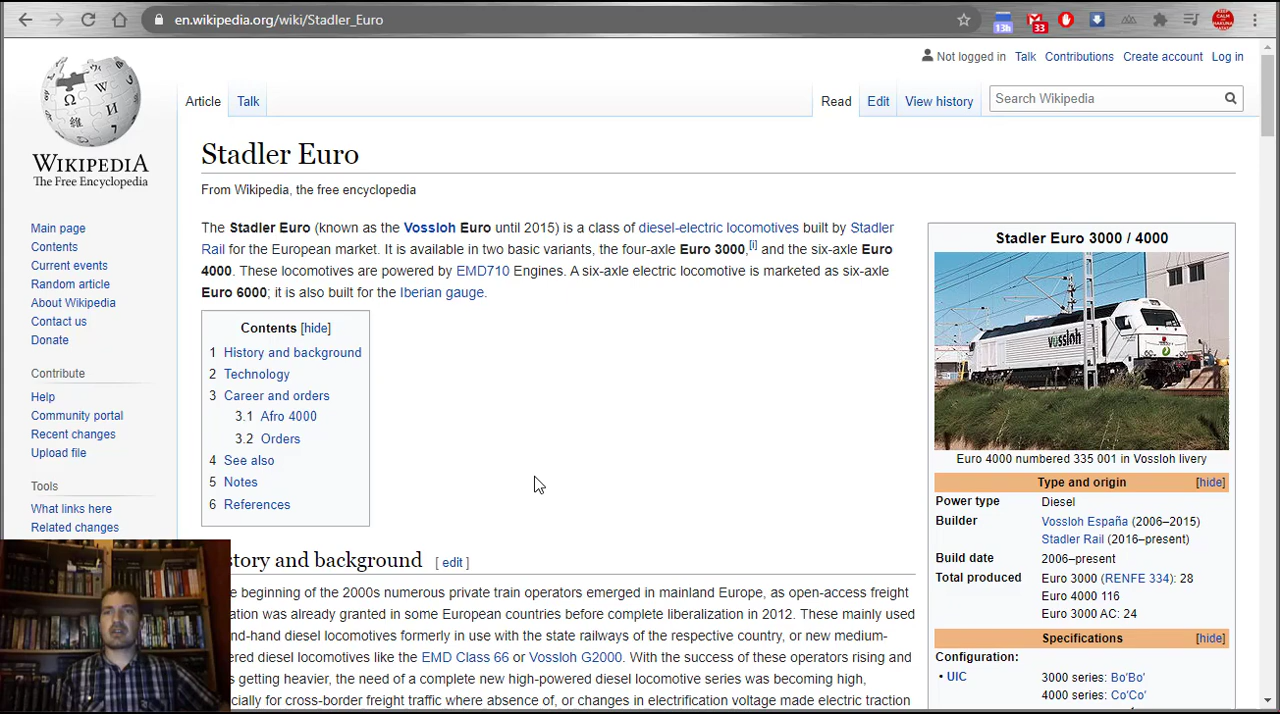 en.wikipedia.org/wiki/Stadler_Euro
13h
33
Not logged in Talk Contributions Create account Log in
Article Talk Read Edit View history Search Wikipedia
WIKIPEDIA
The Free Encyclopedia
Main page
Contents
Current events
Random article
About Wikipedia
Contact us
Donate
Contribute
Help
Community portal
Recent changes
Upload file
Tools
What links here
Related changes
Stadler Euro
From Wikipedia, the free encyclopedia
The Stadler Euro (known as the Vossloh Euro until 2015) is a class of diesel-electric locomotives built by Stadler
Rail for the European market. It is available in two basic variants, the four-axle Euro 3000,[i] and the six-axle Euro
4000. These locomotives are powered by EMD710 Engines. A six-axle electric locomotive is marketed as six-axle
Euro 6000; it is also built for the Iberian gauge.
Contents [hide]
1 History and background
2 Technology
3 Career and orders
3.1 Afro 4000
3.2 Orders
4 See also
5 Notes
6 References
story and background [ edit ]
e beginning of the 2000s numerous private train operators emerged in mainland Europe, as open-access freight
ation was already granted in some European countries before complete liberalization in 2012. These mainly used
nd-hand diesel locomotives formerly in use with the state railways of the respective country, or new medium-
ered diesel locomotives like the EMD Class 66 or Vossloh G2000. With the success of these operators rising and
s getting heavier, the need of a complete new high-powered diesel locomotive series was becoming high,
cially for cross-border freight traffic where absence of, or changes in electrification voltage made electric traction
Stadler Euro 3000 / 4000
vossloh
Euro 4000 numbered 335 001 in Vossloh livery
Type and origin [hide]
Power type Diesel
Builder Vossloh España (2006–2015)
Stadler Rail (2016–present)
Build date 2006–present
Total produced Euro 3000 (RENFE 334): 28
Euro 4000 116
Euro 3000 AC: 24
Specifications [hide]
Configuration:
• UIC 3000 series: Bo'Bo'
4000 series: Co'Co'